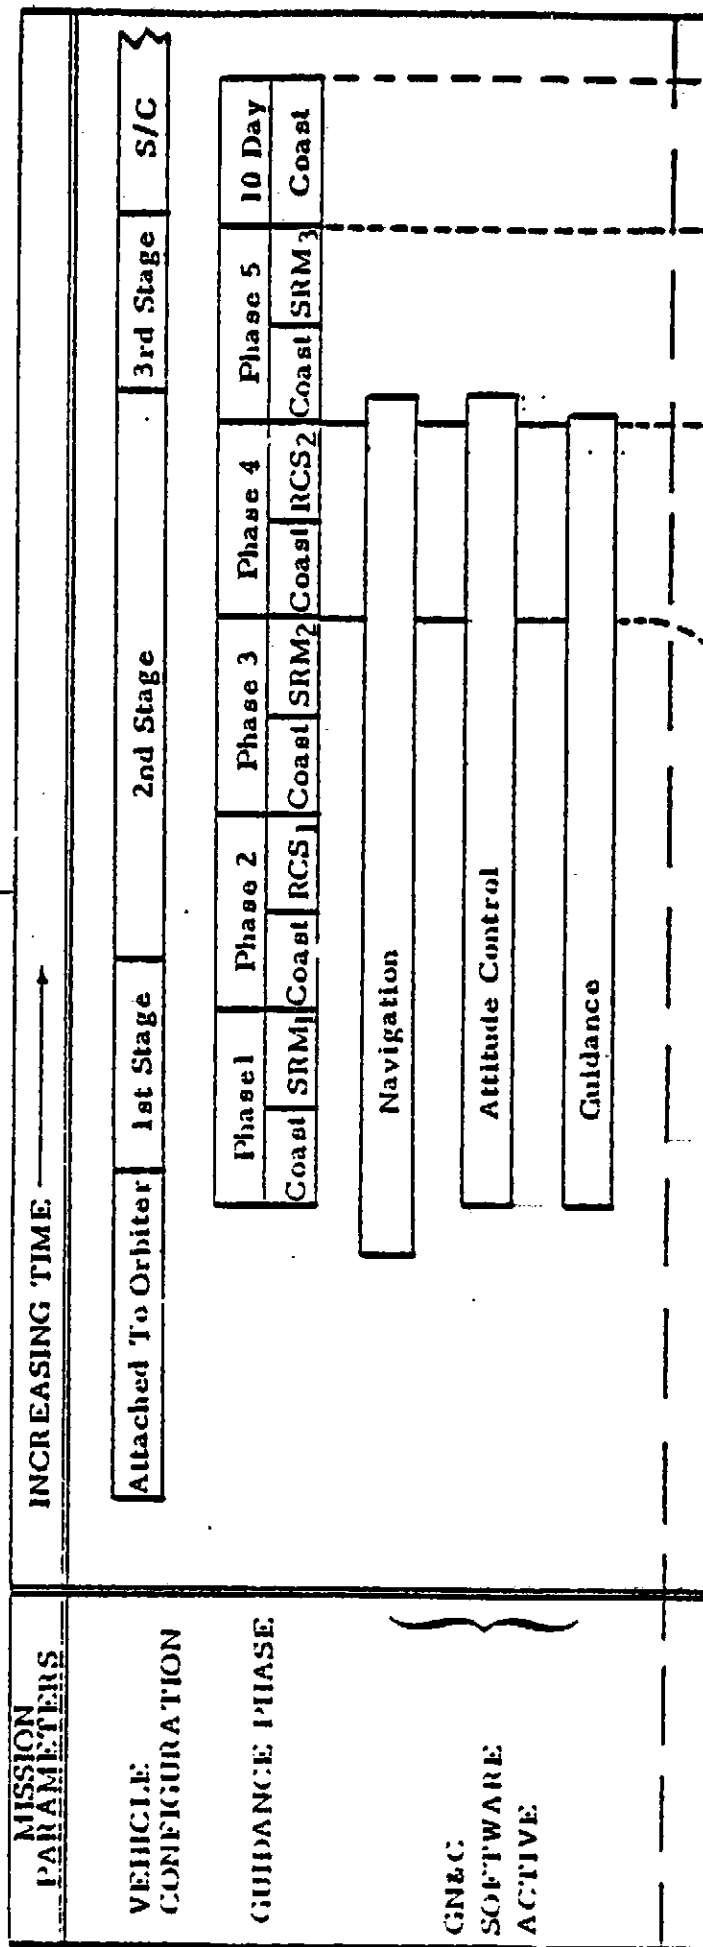 MISSION
PARAMETERS
INCREASING TIME
VEHICLE
CONFIGURATION
Attached To Orbiter
1st Stage
2nd Stage
3rd Stage
S/C
GUIDANCE PHASE
Phase1
Phase 2
Phase 3
Phase 4
Phase 5
10 Day
Coast
SRM1
Coast
RCS1
Coast
SRM2
Coast
RCS2
Coast
SRM3
Coast
GN&C
SOFTWARE
ACTIVE
Navigation
Attitude Control
Guidance